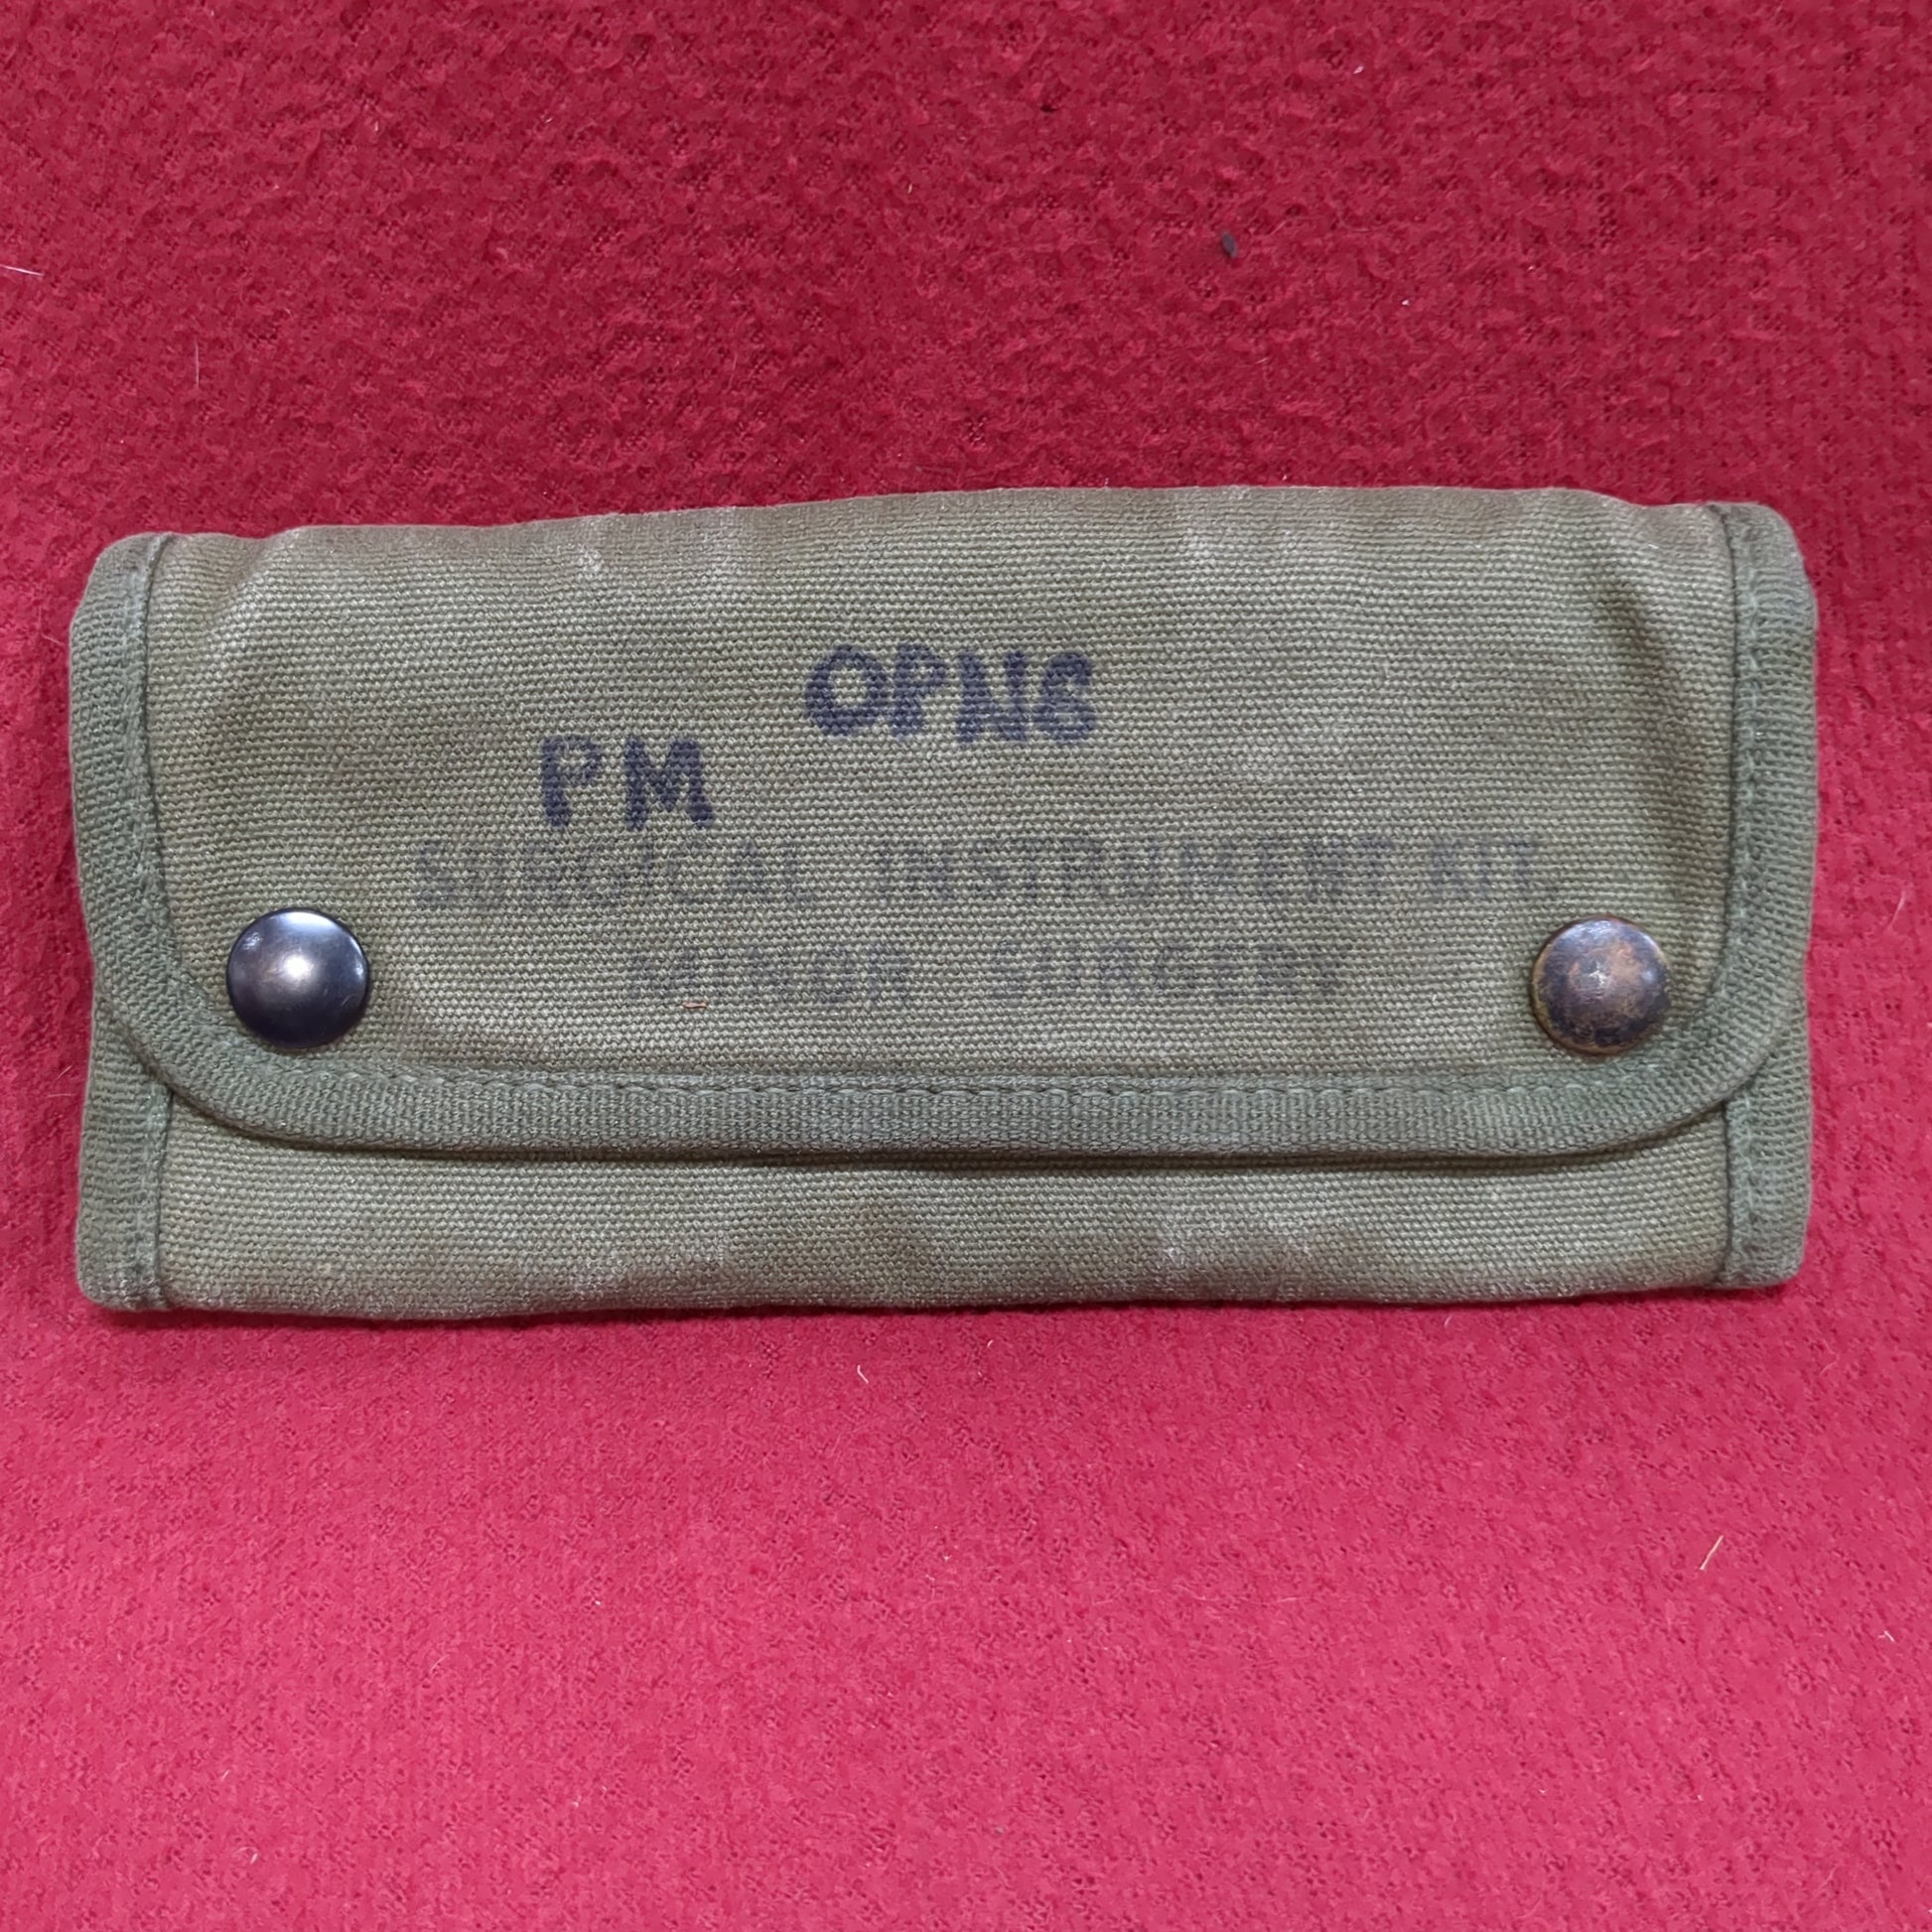 OPNS
PM
SURGICAL INSTRUMENT KIT
MINOR SURGERY